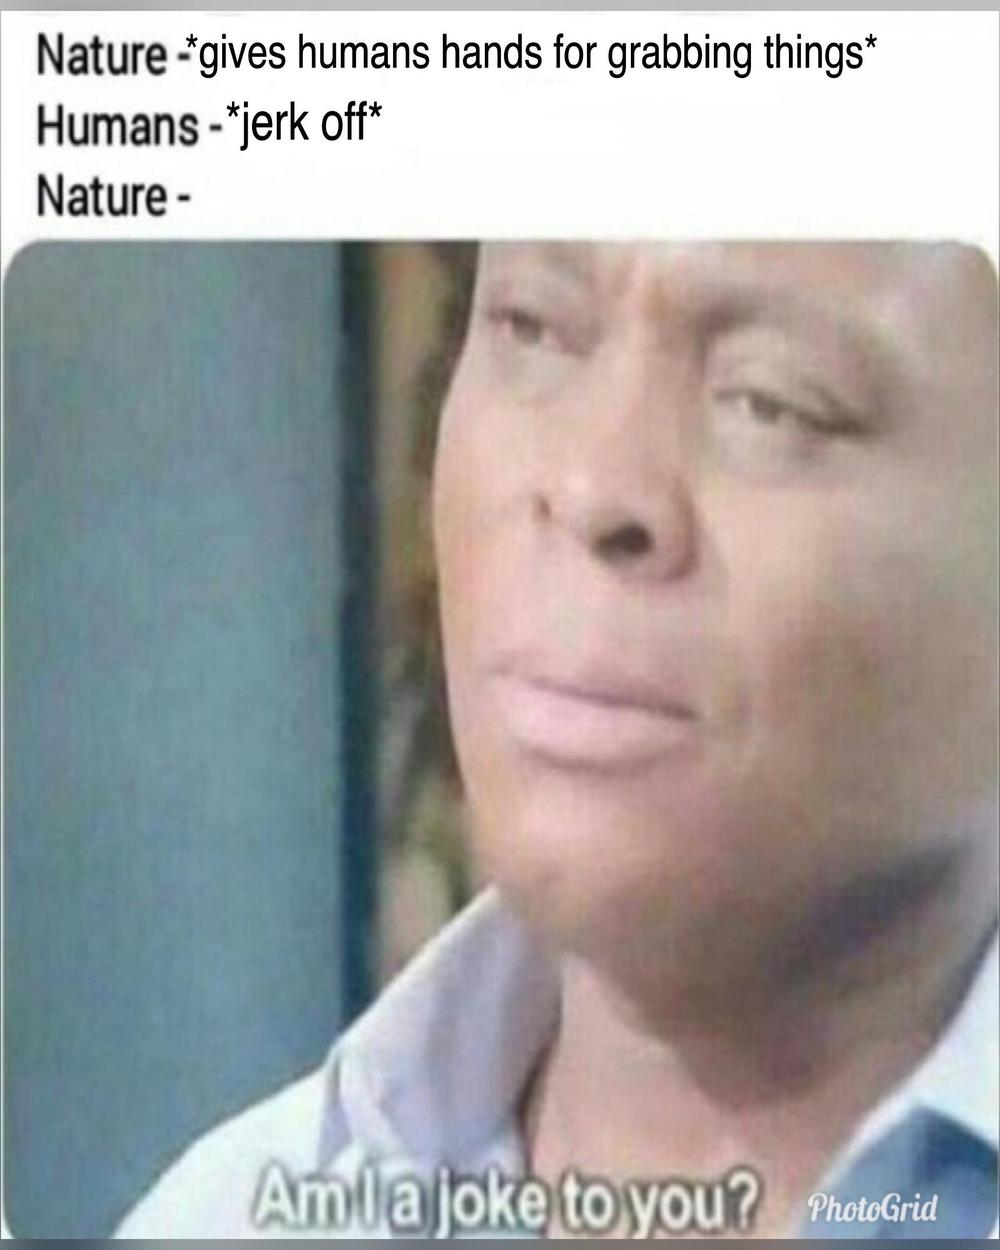 Nature -*gives humans hands for grabbing things*
Humans -*jerk off*
Nature -
Am I a joke to you?
PhotoGrid